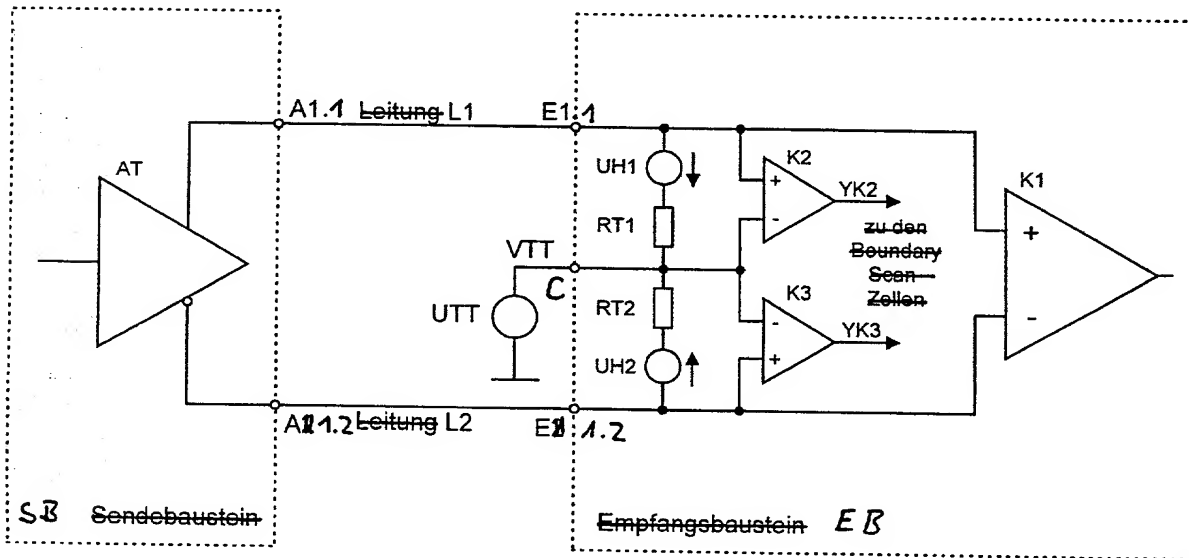 A1.1 Leitung L1 E1.1
AT
UH1
K2
YK2
K1
+
-
RT1
zu den
Boundary
Scan
Zellen
+
-
VTT
C
UTT
RT2
K3
-
+
YK3
UH2
A1.2 Leitung L2 E1.2
SB Sendebaustein
Empfangsbaustein EB